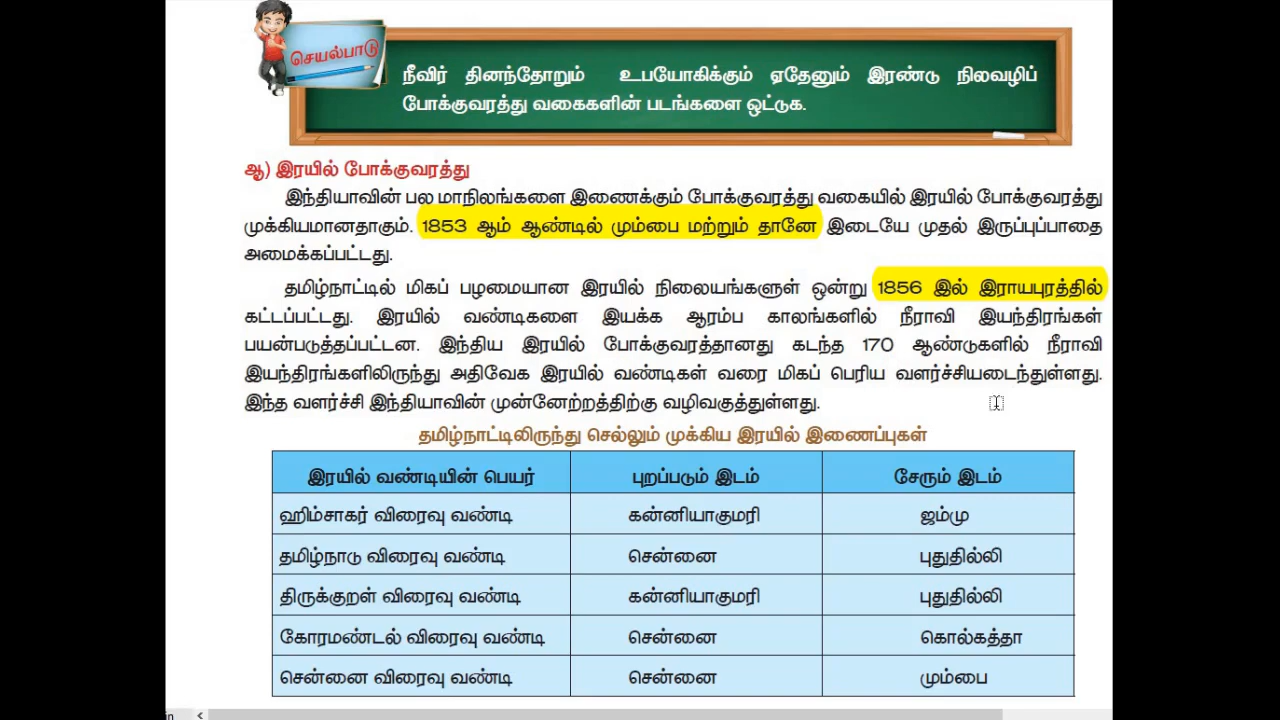 செயல்பாடு
நீவிர் தினந்தோறும் உபயோகிக்கும் ஏதேனும் இரண்டு நிலவழிப்
போக்குவரத்து வகைகளின் படங்களை ஒட்டுக.
ஆ) இரயில் போக்குவரத்து
இந்தியாவின் பல மாநிலங்களை இணைக்கும் போக்குவரத்து வகையில் இரயில் போக்குவரத்து
முக்கியமானதாகும். 1853 ஆம் ஆண்டில் மும்பை மற்றும் தானே இடையே முதல் இருப்புப்பாதை
அமைக்கப்பட்டது.
தமிழ்நாட்டில் மிகப் பழமையான இரயில் நிலையங்களுள் ஒன்று 1856 இல் இராயபுரத்தில்
கட்டப்பட்டது. இரயில் வண்டிகளை இயக்க ஆரம்ப காலங்களில் நீராவி இயந்திரங்கள்
பயன்படுத்தப்பட்டன. இந்திய இரயில் போக்குவரத்தானது கடந்த 170 ஆண்டுகளில் நீராவி
இயந்திரங்களிலிருந்து அதிவேக இரயில் வண்டிகள் வரை மிகப் பெரிய வளர்ச்சியடைந்துள்ளது.
இந்த வளர்ச்சி இந்தியாவின் முன்னேற்றத்திற்கு வழிவகுத்துள்ளது.
தமிழ்நாட்டிலிருந்து செல்லும் முக்கிய இரயில் இணைப்புகள்
இரயில் வண்டியின் பெயர் புறப்படும் இடம் சேரும் இடம்
ஹிம்சாகர் விரைவு வண்டி கன்னியாகுமரி ஜம்மு
தமிழ்நாடு விரைவு வண்டி சென்னை புதுதில்லி
திருக்குறள் விரைவு வண்டி கன்னியாகுமரி புதுதில்லி
கோரமண்டல் விரைவு வண்டி சென்னை கொல்கத்தா
சென்னை விரைவு வண்டி சென்னை மும்பை